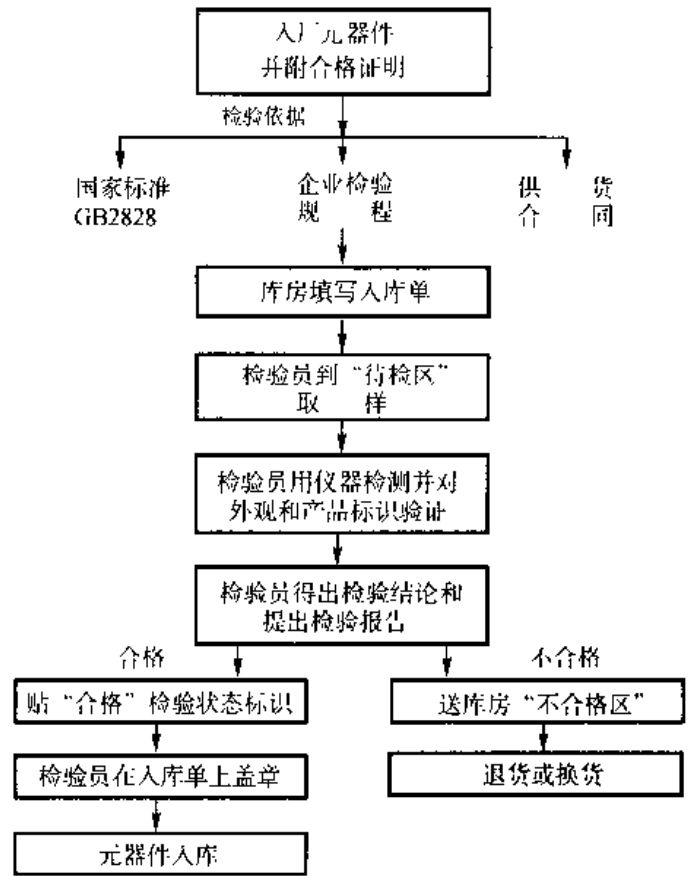 入厂元器件
并附合格证明
检验依据
国家标准
GB2828
企业检验
规 程
供 货
合 同
库房填写入库单
检验员到“待检区”
取 样
检验员用仪器检测并对
外观和产品标识验证
检验员得出检验结论和
提出检验报告
合格
不合格
贴“合格”检验状态标识
送库房“不合格区”
检验员在入库单上盖章
退货或换货
元器件入库